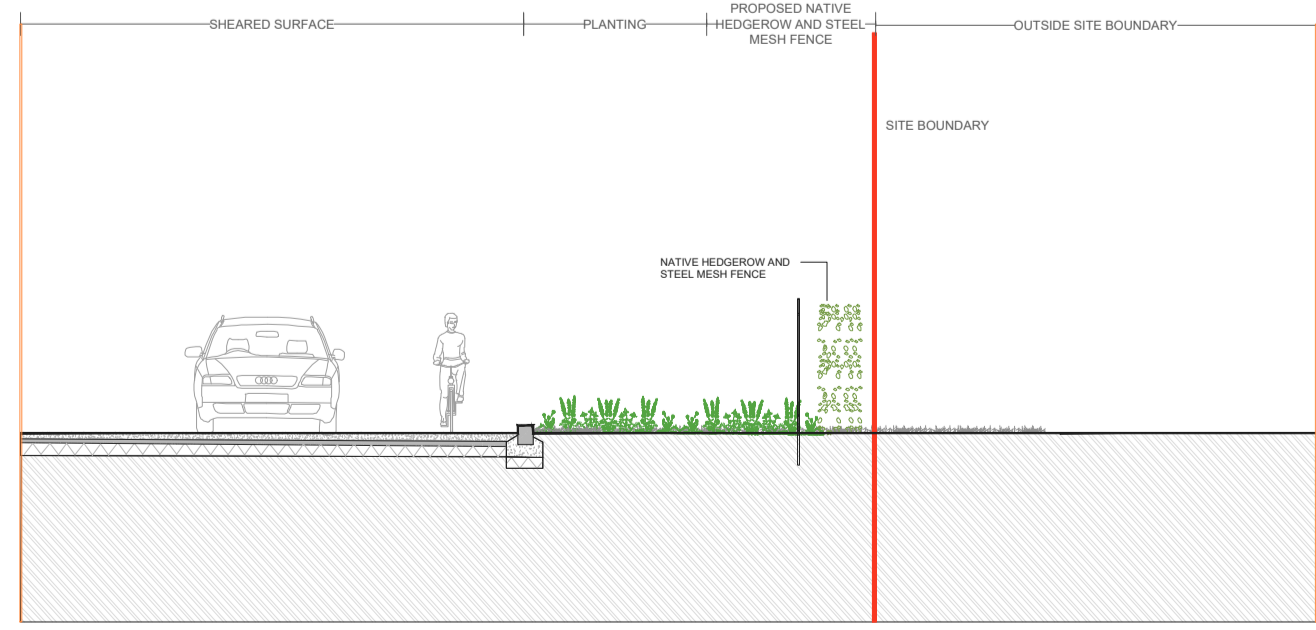 SHEARED SURFACE
PLANTING
PROPOSED NATIVE
HEDGEROW AND STEEL
MESH FENCE
OUTSIDE SITE BOUNDARY
SITE BOUNDARY
NATIVE HEDGEROW AND
STEEL MESH FENCE